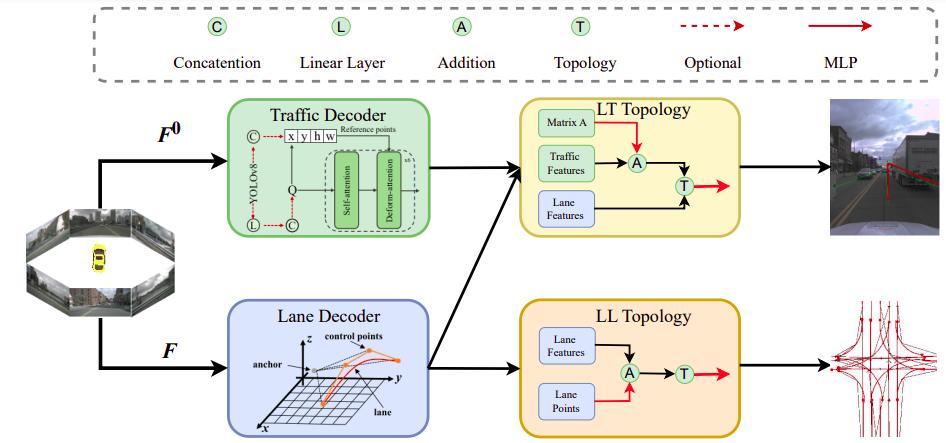 C L A T
Concatention Linear Layer Addition Topology Optional MLP
F⁰
Traffic Decoder
C x y h w Reference points
YOLOv8
Q
Self-attention
Deform-attention
x6
L C
LT Topology
Matrix A
Traffic
Features
A
T
Lane
Features
F
Lane Decoder
z control points
anchor
y
lane
x
LL Topology
Lane
Features
A T
Lane
Points